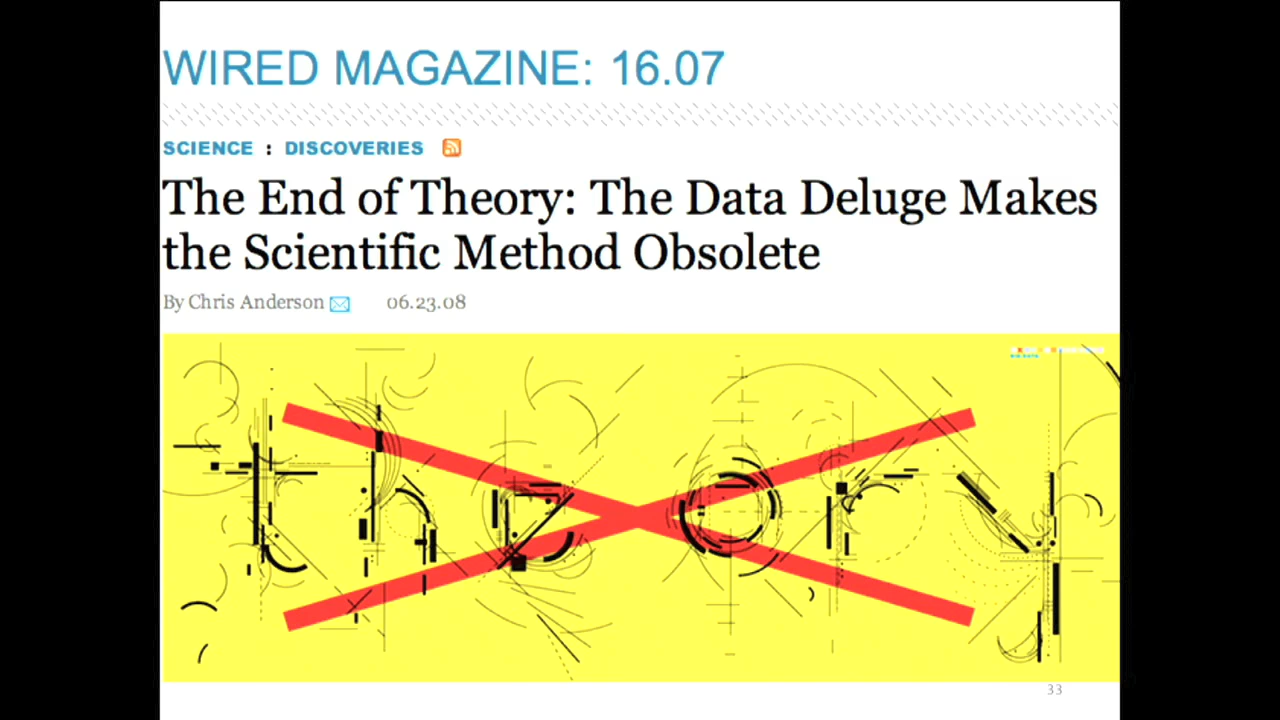 WIRED MAGAZINE: 16.07
SCIENCE : DISCOVERIES
The End of Theory: The Data Deluge Makes
the Scientific Method Obsolete
By Chris Anderson 06.23.08
theory
33